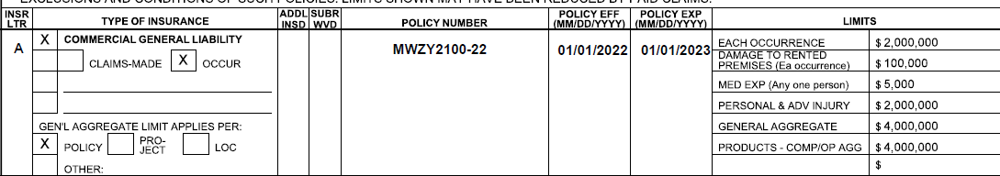 EXCLUSIONS AND CONDITIONS OF SUCH POLICIES. LIMITS SHOWN MAY HAVE BEEN REDUCED BY PAID CLAIMS.
INSR LTR TYPE OF INSURANCE ADDL INSD SUBR WVD POLICY NUMBER POLICY EFF (MM/DD/YYYY) POLICY EXP (MM/DD/YYYY) LIMITS
A X COMMERCIAL GENERAL LIABILITY MWZY2100-22 01/01/2022 01/01/2023 EACH OCCURRENCE $ 2,000,000
CLAIMS-MADE X OCCUR DAMAGE TO RENTED PREMISES (Ea occurrence) $ 100,000
MED EXP (Any one person) $ 5,000
PERSONAL & ADV INJURY $ 2,000,000
GEN'L AGGREGATE LIMIT APPLIES PER: GENERAL AGGREGATE $ 4,000,000
X POLICY PRO-JECT LOC PRODUCTS - COMP/OP AGG $ 4,000,000
OTHER: $